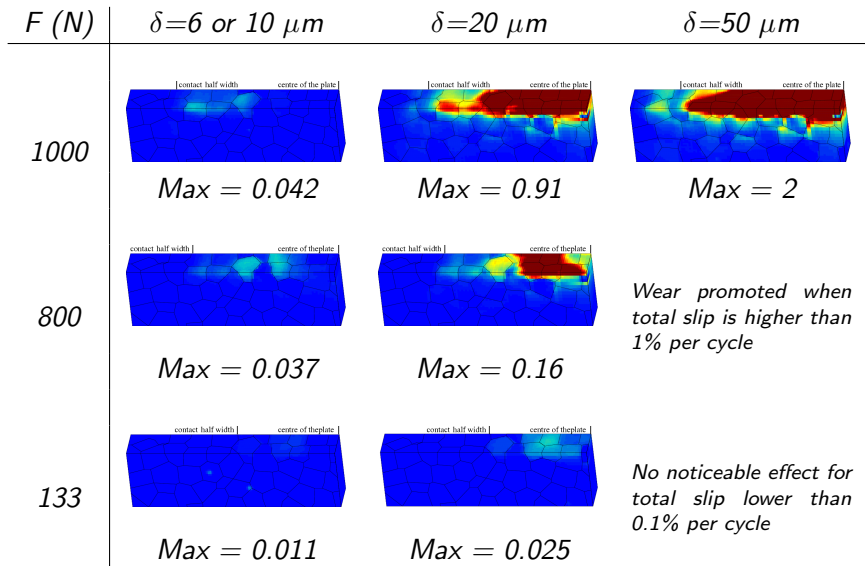 F (N) δ=6 or 10 μm δ=20 μm δ=50 μm
contact half width centre of the plate contact half width centre of the plate contact half width centre of the plate
1000
Max = 0.042 Max = 0.91 Max = 2
contact half width centre of theplate contact half width centre of theplate
800
Wear promoted when
total slip is higher than
1% per cycle
Max = 0.037 Max = 0.16
contact half width centre of theplate contact half width centre of theplate
133
No noticeable effect for
total slip lower than
0.1% per cycle
Max = 0.011 Max = 0.025